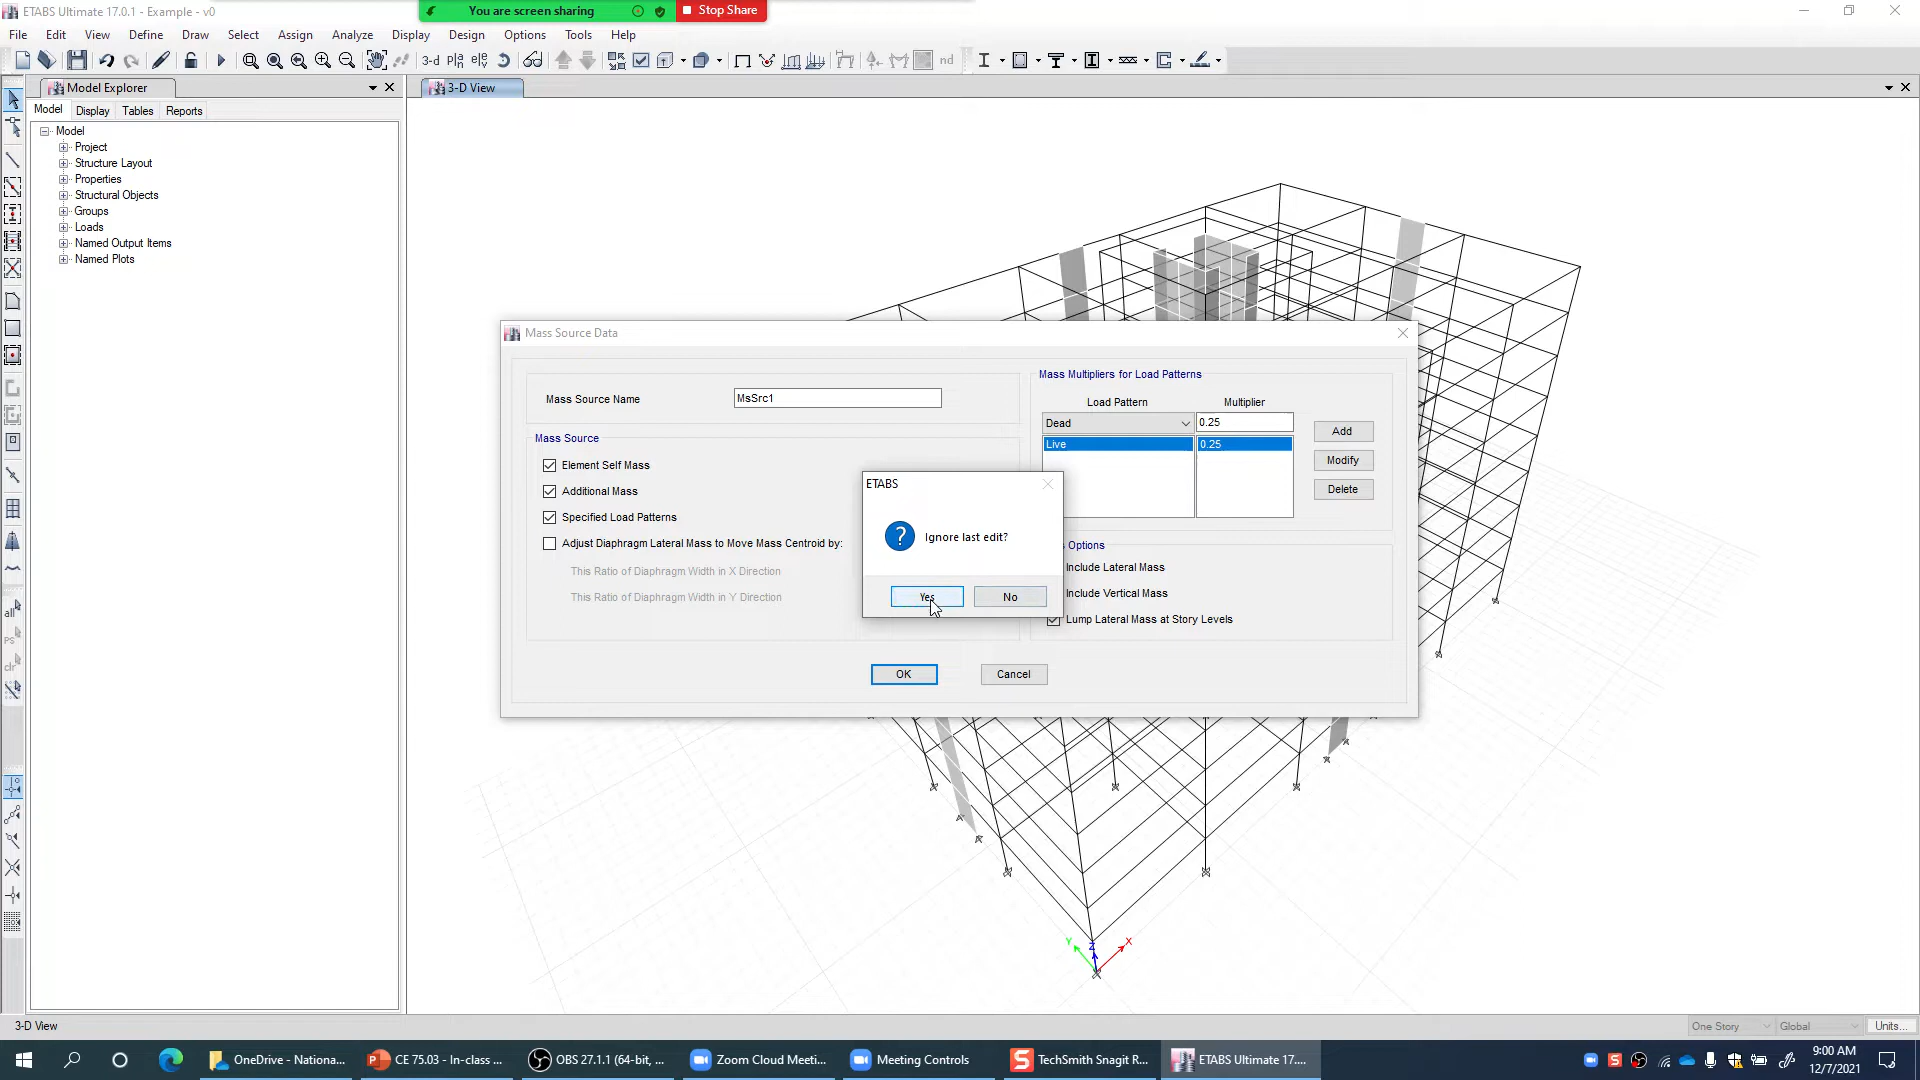 ETABS Ultimate 17.0.1 - Example - v0
You are screen sharing
Stop Share
File Edit View Define Draw Select Assign Analyze Display Design Options Tools Help
3-d nd
Model Explorer
3-D View
Model Display Tables Reports
Model
Project
Structure Layout
Properties
Structural Objects
Groups
Loads
Named Output Items
Named Plots
Mass Source Data
Mass Source Name MsSrc1
Mass Source
Element Self Mass
Additional Mass
Specified Load Patterns
Adjust Diaphragm Lateral Mass to Move Mass Centroid by:
This Ratio of Diaphragm Width in X Direction
This Ratio of Diaphragm Width in Y Direction
Mass Multipliers for Load Patterns
Load Pattern Multiplier
Dead 0.25
Live 0.25
Add
Modify
Delete
ETABS
Ignore last edit?
Yes No
Options
Include Lateral Mass
Include Vertical Mass
Lump Lateral Mass at Story Levels
OK Cancel
Y Z X
all
PS
clr
3-D View
One Story Global Units...
OneDrive - Nationa... CE 75.03 - In-class ... OBS 27.1.1 (64-bit, ... Zoom Cloud Meeti... Meeting Controls TechSmith Snagit R... ETABS Ultimate 17....
9:00 AM
12/7/2021